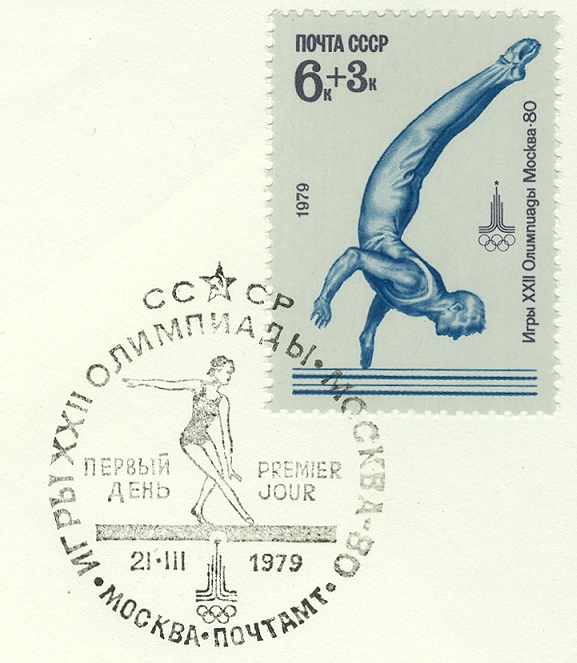 ПОЧТА СССР
6к+3к
1979
Игры XXII Олимпиады Москва·80
СССР
ИГРЫ XXII ОЛИМПИАДЫ·МОСКВА-80
ПЕРВЫЙ ДЕНЬ
PREMIER JOUR
21·III 1979
·МОСКВА·ПОЧТАМТ·